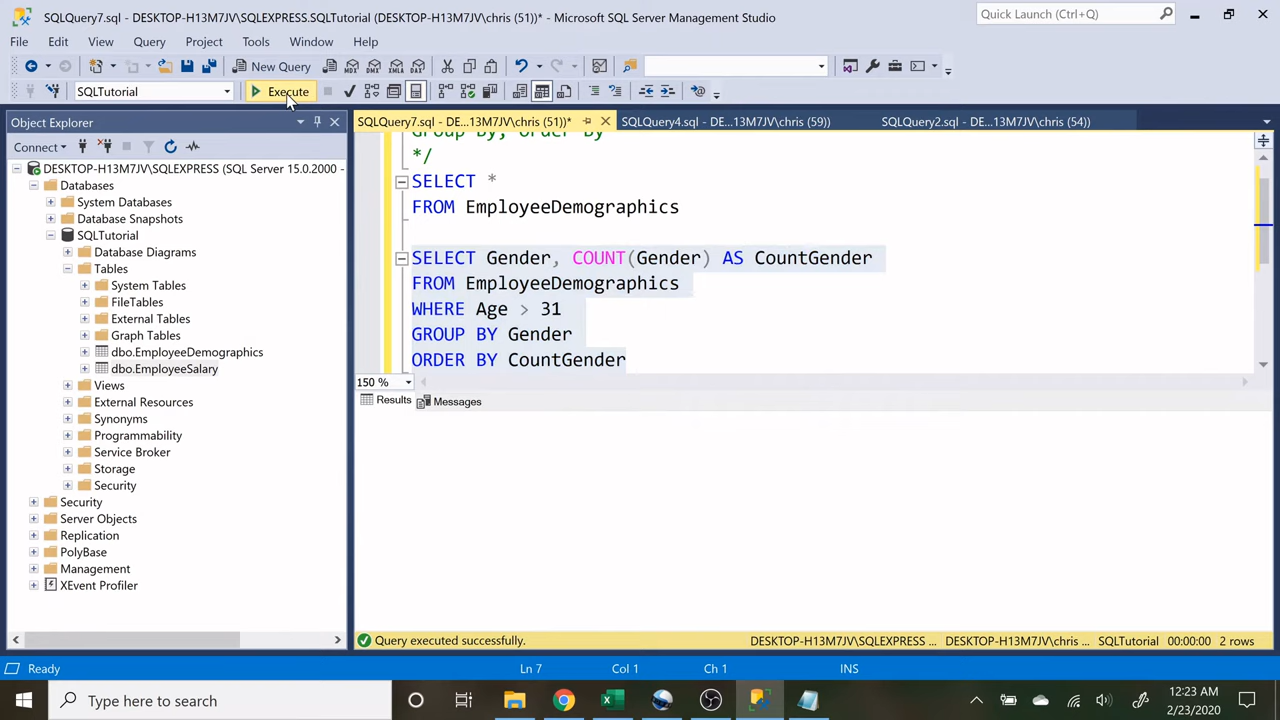 SQLQuery7.sql - DESKTOP-H13M7JV\SQLEXPRESS.SQLTutorial (DESKTOP-H13M7JV\chris (51))* - Microsoft SQL Server Management Studio
Quick Launch (Ctrl+Q)
File Edit View Query Project Tools Window Help
New Query
MDX DMX XMLA DAX
SQLTutorial
Execute
Object Explorer
SQLQuery7.sql - DE...13M7JV\chris (51))*
SQLQuery4.sql - DE...13M7JV\chris (59))
SQLQuery2.sql - DE...13M7JV\chris (54))
Connect
DESKTOP-H13M7JV\SQLEXPRESS (SQL Server 15.0.2000 -
Databases
System Databases
Database Snapshots
SQLTutorial
Database Diagrams
Tables
System Tables
FileTables
External Tables
Graph Tables
dbo.EmployeeDemographics
dbo.EmployeeSalary
Views
External Resources
Synonyms
Programmability
Service Broker
Storage
Security
Security
Server Objects
Replication
PolyBase
Management
XEvent Profiler
Group By, Order By
*/
SELECT *
FROM EmployeeDemographics
SELECT Gender, COUNT(Gender) AS CountGender
FROM EmployeeDemographics
WHERE Age > 31
GROUP BY Gender
ORDER BY CountGender
150 %
Results Messages
Query executed successfully.
DESKTOP-H13M7JV\SQLEXPRESS ...
DESKTOP-H13M7JV\chris ...
SQLTutorial
00:00:00
2 rows
Ready
Ln 7
Col 1
Ch 1
INS
Type here to search
12:23 AM
2/23/2020